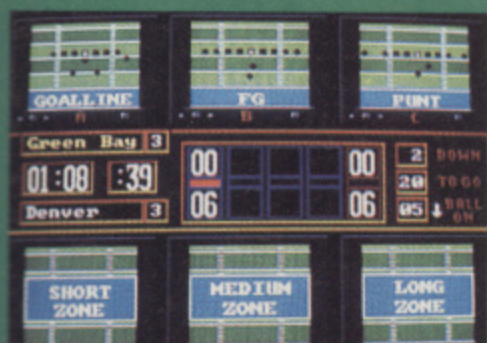 GOALLINE FG PUNT
A B C
Green Bay 3 00 00 2 DOWN
01:08 :39 20 TO GO
Denver 3 06 06 05 BALL ON
SHORT ZONE MEDIUM ZONE LONG ZONE